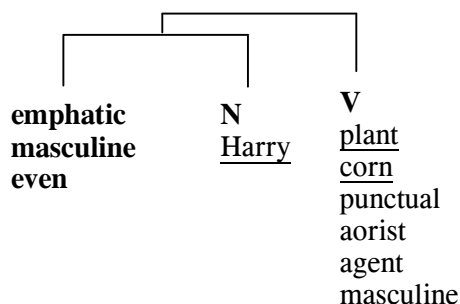 emphatic
masculine
even
N
Harry
V
plant
corn
punctual
aorist
agent
masculine